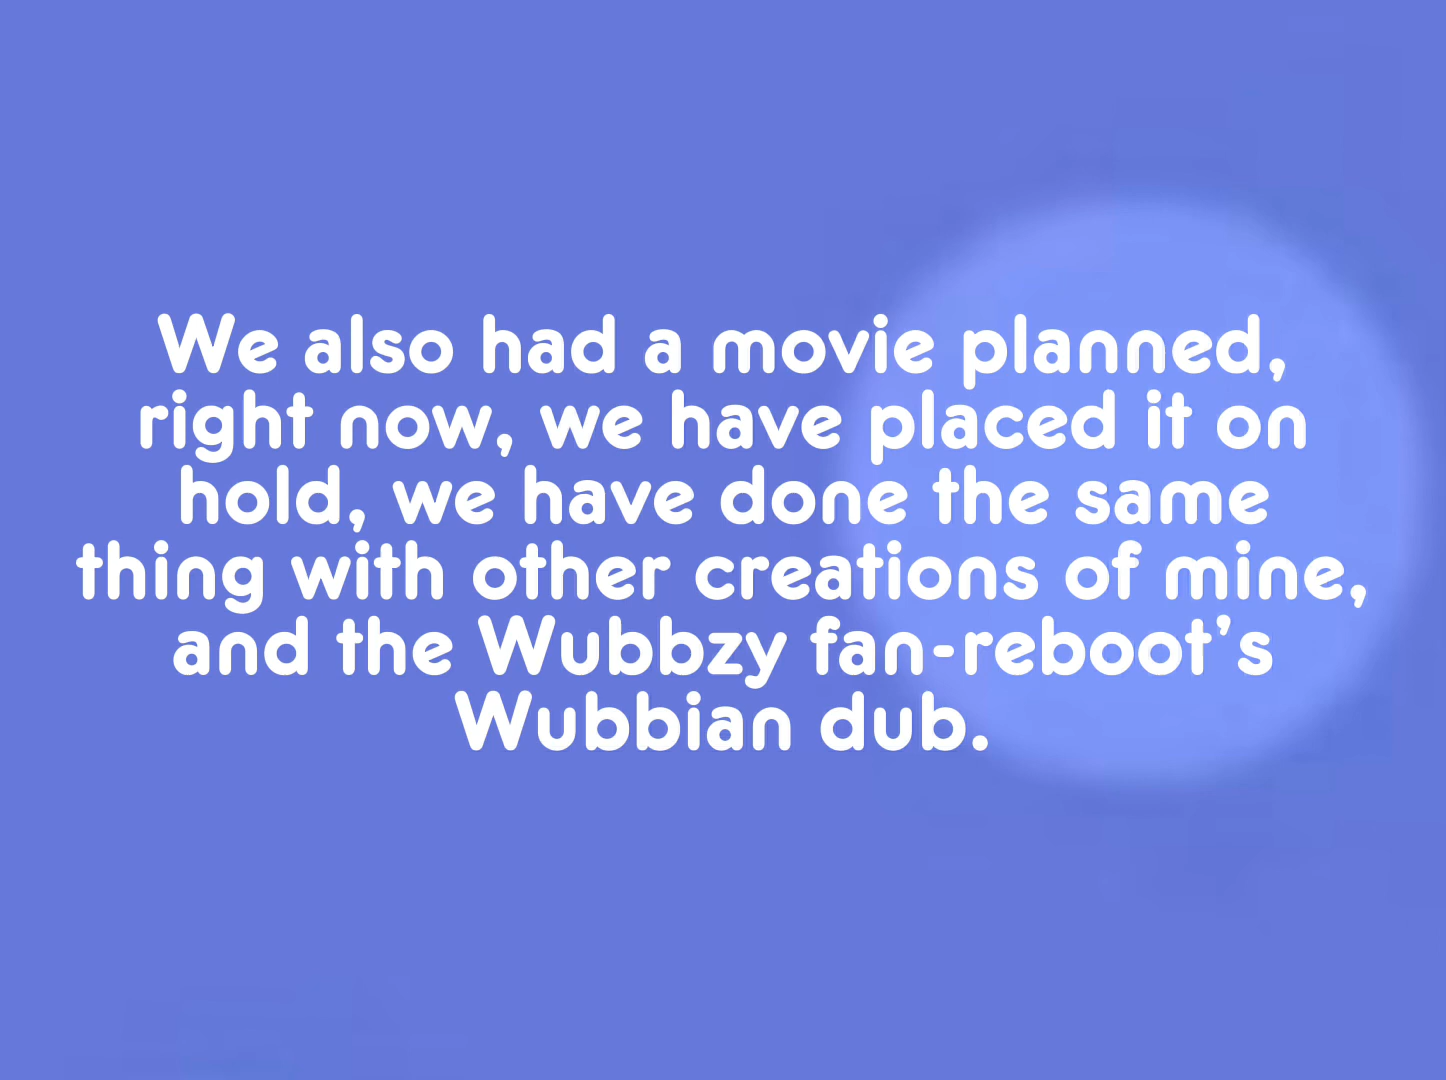 We also had a movie planned,
right now, we have placed it on
hold, we have done the same
thing with other creations of mine,
and the Wubbzy fan-reboot’s
Wubbian dub.